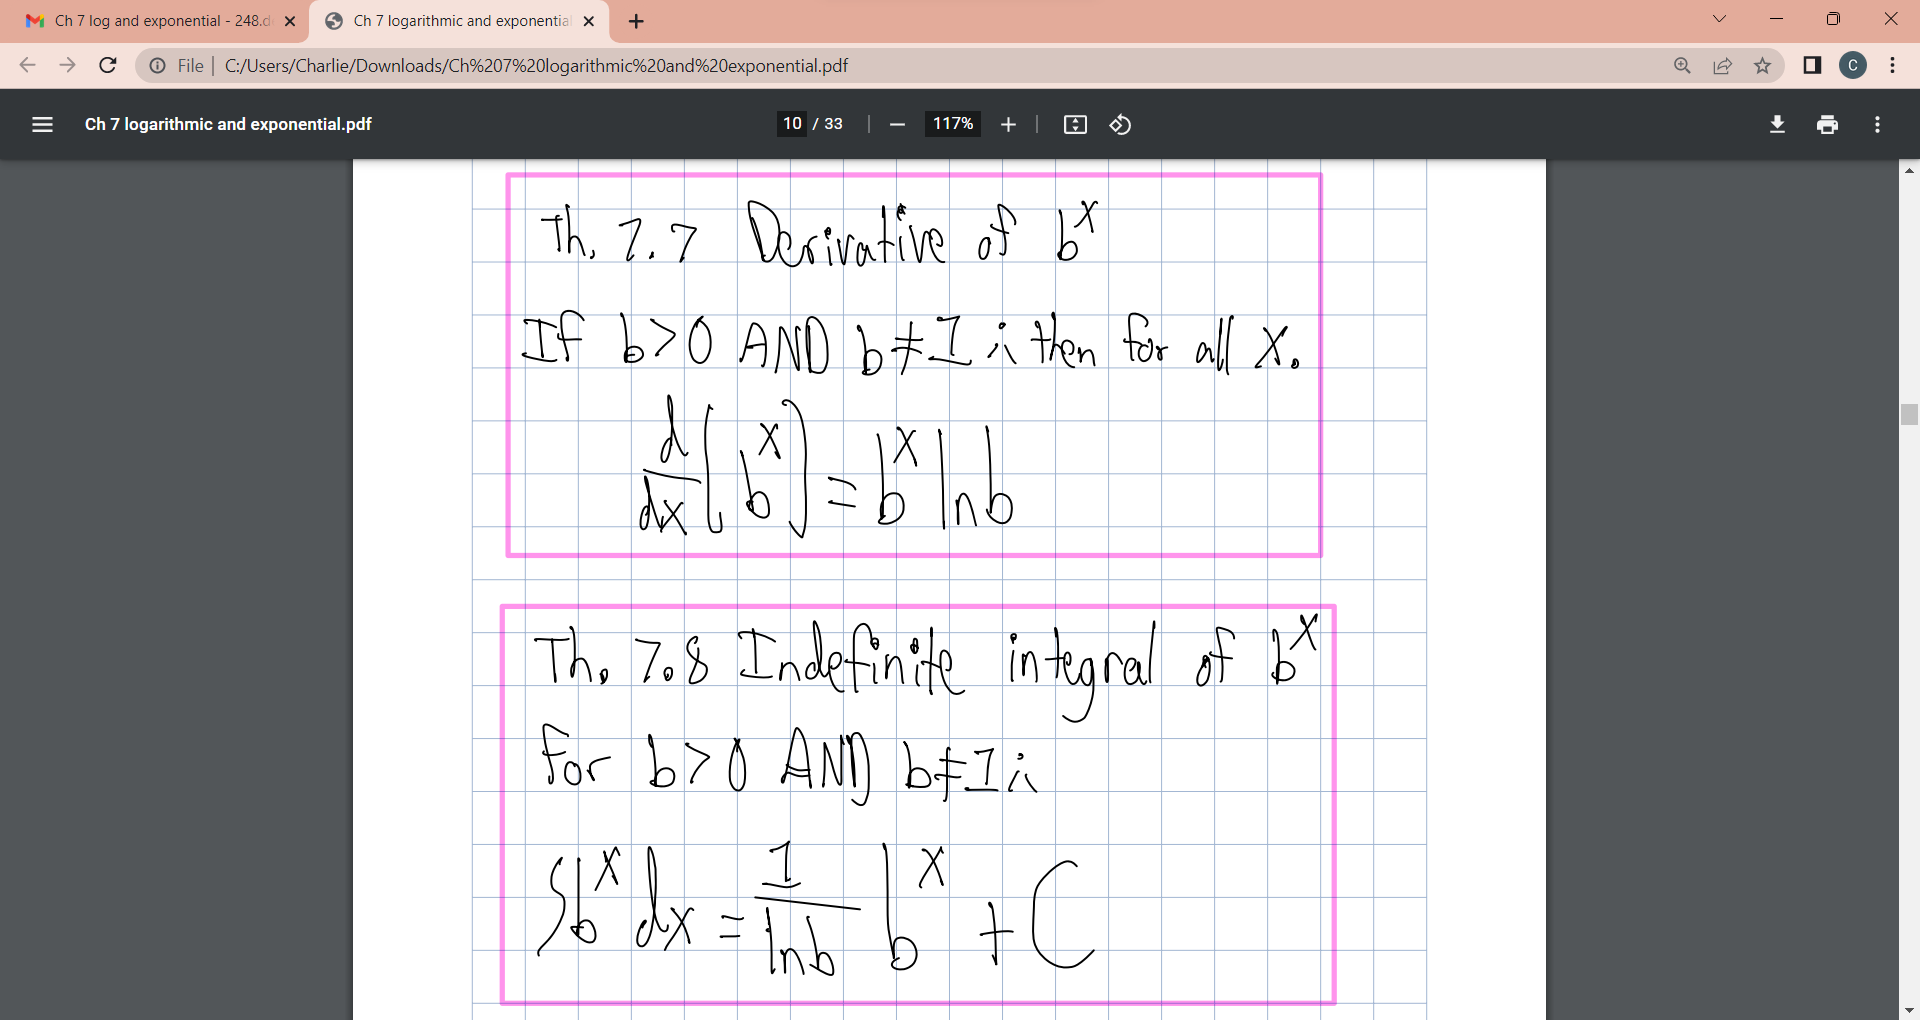 Ch 7 log and exponential - 248.d
Ch 7 logarithmic and exponentia
File | C:/Users/Charlie/Downloads/Ch%207%20logarithmic%20and%20exponential.pdf
C
Ch 7 logarithmic and exponential.pdf
10 / 33
117%
Th. 7.7 Derivative of b^x
If b>0 AND b≠1; then for all x.
d/dx [b^x] = b^x ln b
Th. 7.8 Indefinite integral of b^x
for b>0 AND b≠1;
∫b^x dx = 1/ln b b^x + C